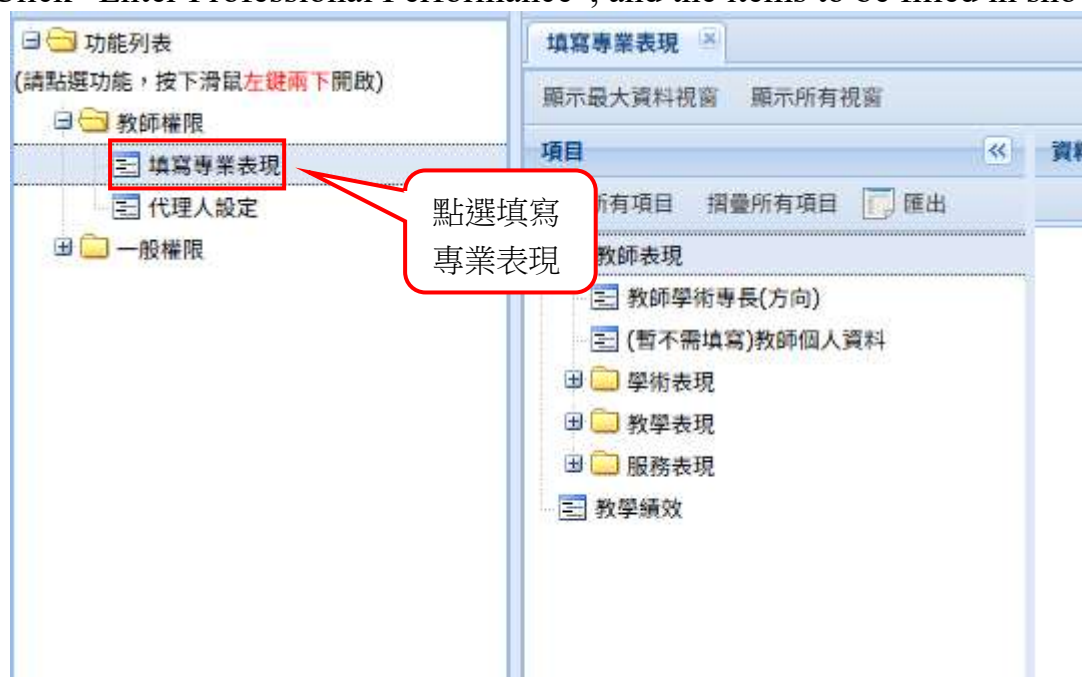 Click "Enter Professional Performance", and the items to be filled in sho
功能列表
(請點選功能，按下滑鼠左鍵兩下開啟)
教師權限
填寫專業表現
代理人設定
一般權限
點選填寫
專業表現
填寫專業表現
顯示最大資料視窗 顯示所有視窗
項目
所有項目 摺疊所有項目 匯出
教師表現
教師學術專長(方向)
(暫不需填寫)教師個人資料
學術表現
教學表現
服務表現
教學績效